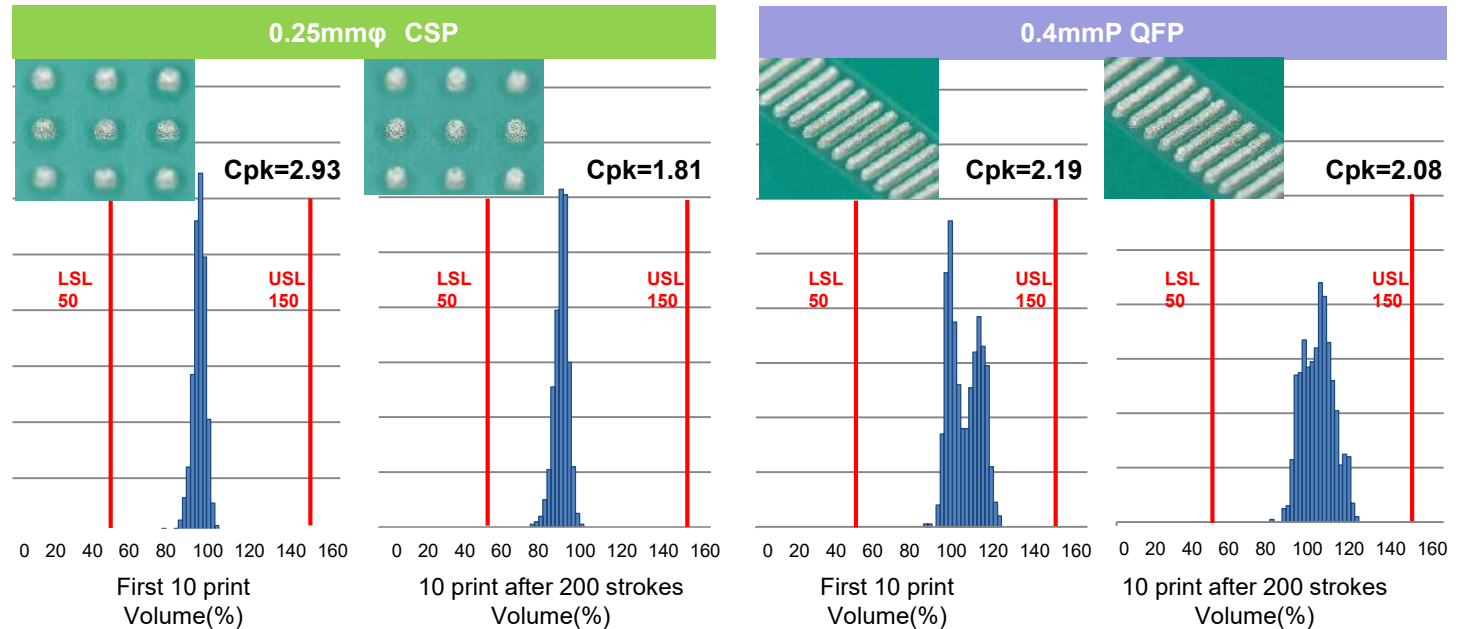 0.25mmφ CSP
Cpk=2.93
LSL
50
USL
150
0 20 40 60 80 100 120 140 160
First 10 print
Volume(%)
Cpk=1.81
LSL
50
USL
150
0 20 40 60 80 100 120 140 160
10 print after 200 strokes
Volume(%)
0.4mmP QFP
Cpk=2.19
LSL
50
USL
150
0 20 40 60 80 100 120 140 160
First 10 print
Volume(%)
Cpk=2.08
LSL
50
USL
150
0 20 40 60 80 100 120 140 160
10 print after 200 strokes
Volume(%)